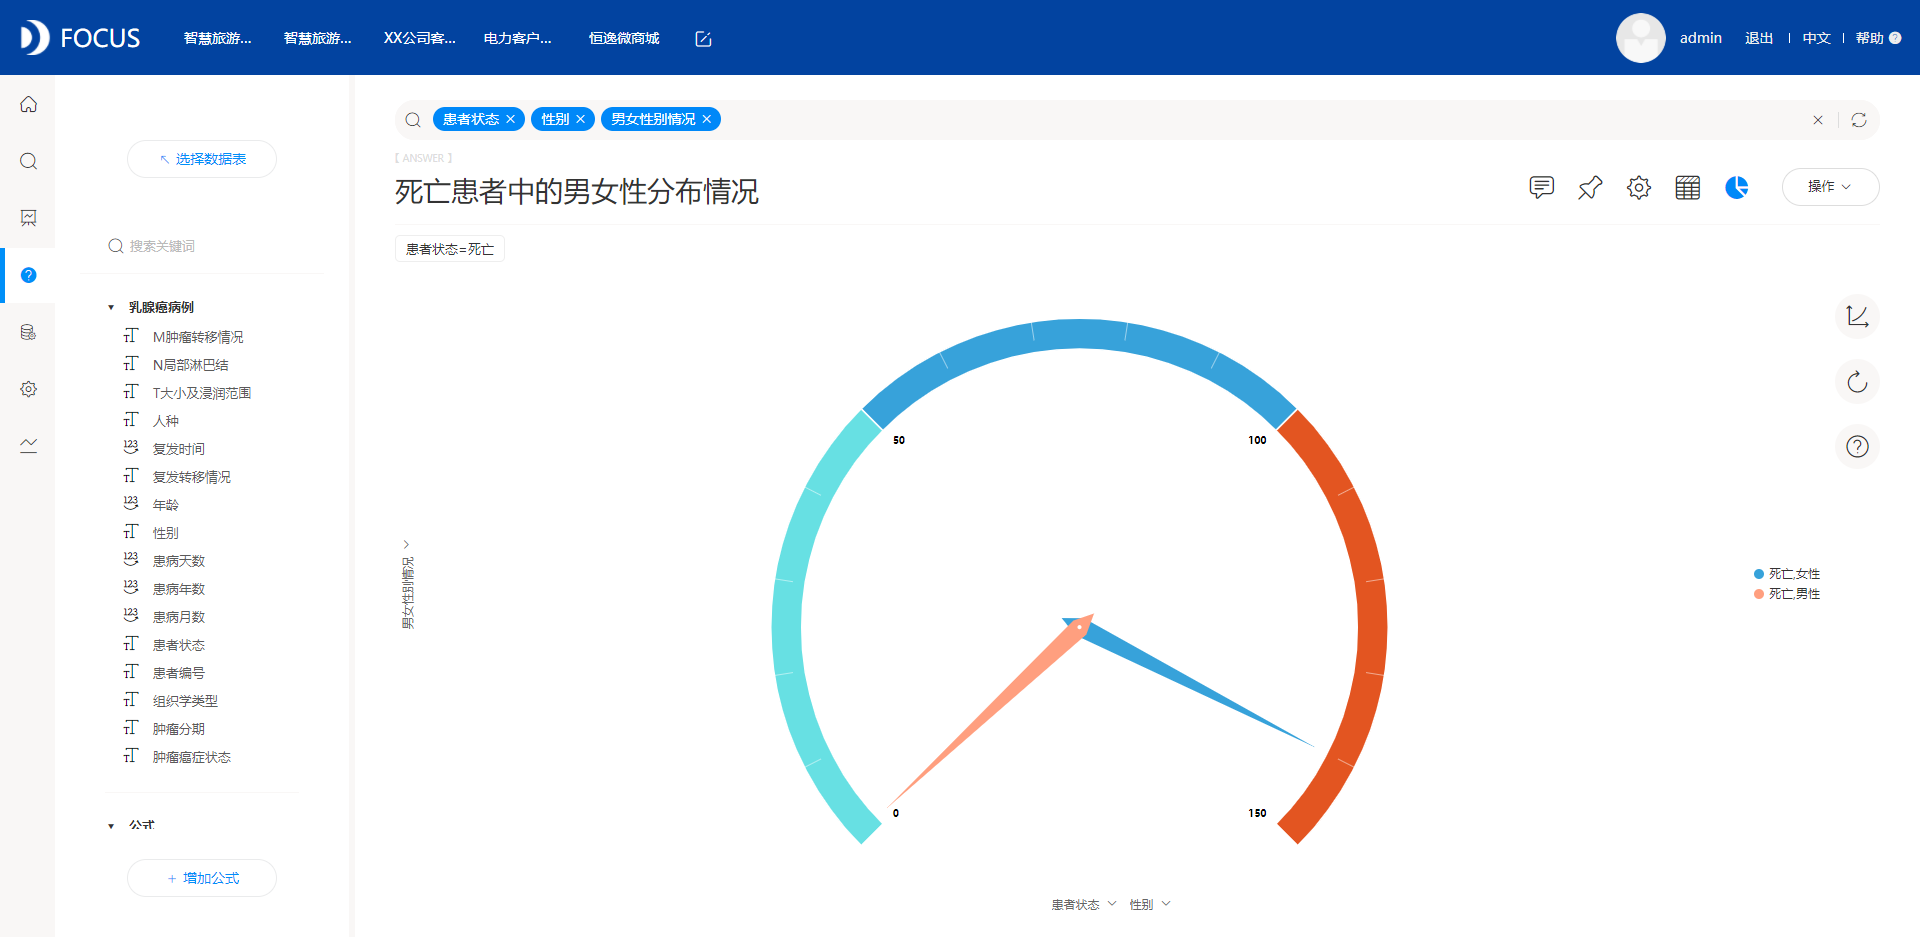 FOCUS
智慧旅游...
智慧旅游...
XX公司客...
电力客户...
恒逸微商城
admin
退出
中文
帮助
选择数据表
搜索关键词
乳腺癌病例
M肿瘤转移情况
N局部淋巴结
T大小及浸润范围
人种
复发时间
复发转移情况
年龄
性别
患病天数
患病年数
患病月数
患者状态
患者编号
组织学类型
肿瘤分期
肿瘤癌症状态
公式
+ 增加公式
患者状态 ×
性别 ×
男女性别情况 ×
【 ANSWER 】
死亡患者中的男女性分布情况
操作
患者状态=死亡
男女性别情况
50
100
0
150
死亡,女性
死亡,男性
患者状态
性别